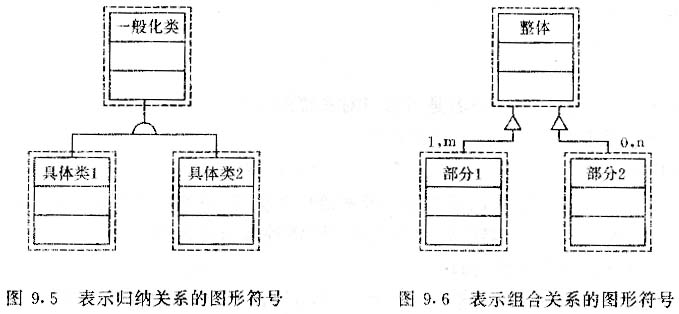 一般化类
具体类1
具体类2
图 9.5 表示归纳关系的图形符号
整体
1,m
0,n
部分1
部分2
图 9.6 表示组合关系的图形符号